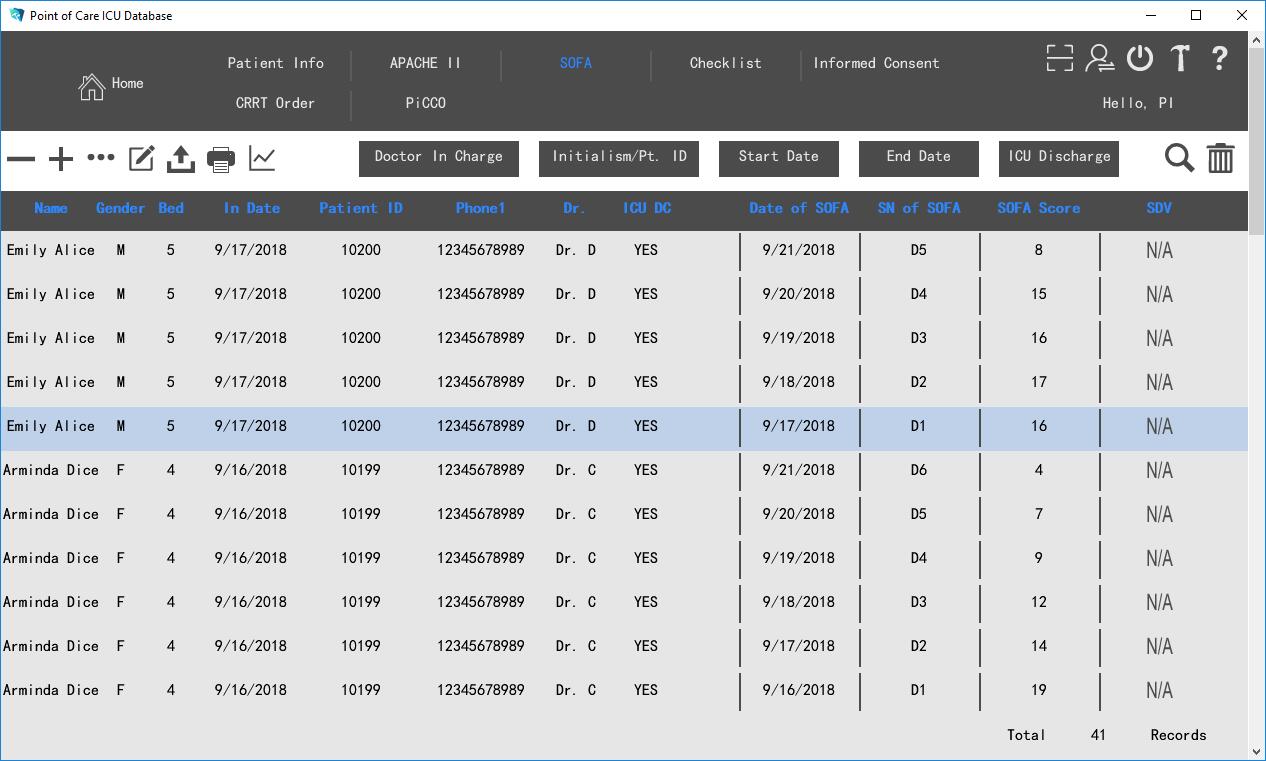 Point of Care ICU Database
Patient Info APACHE II SOFA Checklist Informed Consent
Home
CRRT Order PiCCO Hello, PI
Doctor In Charge Initialism/Pt. ID Start Date End Date ICU Discharge
Name Gender Bed In Date Patient ID Phone1 Dr. ICU DC Date of SOFA SN of SOFA SOFA Score SDV
Emily Alice M 5 9/17/2018 10200 12345678989 Dr. D YES 9/21/2018 D5 8 N/A
Emily Alice M 5 9/17/2018 10200 12345678989 Dr. D YES 9/20/2018 D4 15 N/A
Emily Alice M 5 9/17/2018 10200 12345678989 Dr. D YES 9/19/2018 D3 16 N/A
Emily Alice M 5 9/17/2018 10200 12345678989 Dr. D YES 9/18/2018 D2 17 N/A
Emily Alice M 5 9/17/2018 10200 12345678989 Dr. D YES 9/17/2018 D1 16 N/A
Arminda Dice F 4 9/16/2018 10199 12345678989 Dr. C YES 9/21/2018 D6 4 N/A
Arminda Dice F 4 9/16/2018 10199 12345678989 Dr. C YES 9/20/2018 D5 7 N/A
Arminda Dice F 4 9/16/2018 10199 12345678989 Dr. C YES 9/19/2018 D4 9 N/A
Arminda Dice F 4 9/16/2018 10199 12345678989 Dr. C YES 9/18/2018 D3 12 N/A
Arminda Dice F 4 9/16/2018 10199 12345678989 Dr. C YES 9/17/2018 D2 14 N/A
Arminda Dice F 4 9/16/2018 10199 12345678989 Dr. C YES 9/16/2018 D1 19 N/A
Total 41 Records